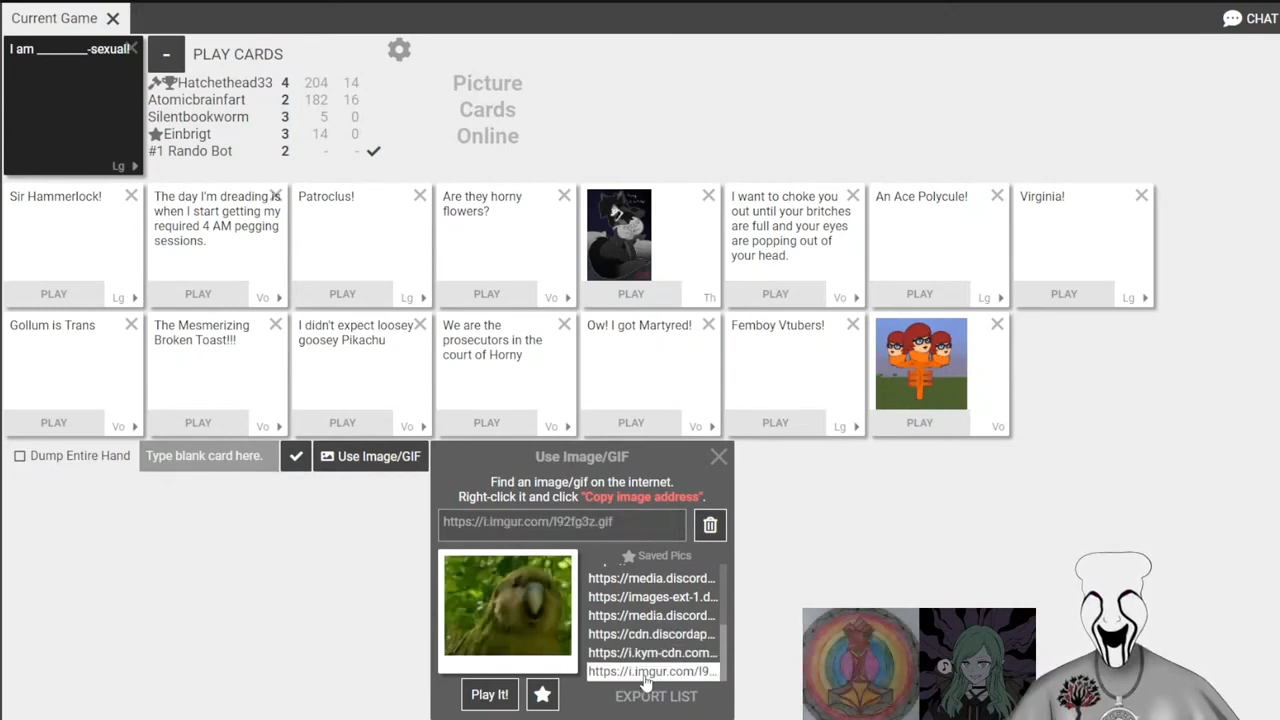 Current Game
CHAT
I am ________-sexual!
Lg
-
PLAY CARDS
Hatchethead33 4 204 14
Atomicbrainfart 2 182 16
Silentbookworm 3 5 0
Einbrigt 3 14 0
#1 Rando Bot 2 - -
Picture
Cards
Online
Sir Hammerlock!
PLAY
Lg
The day I'm dreading is
when I start getting my
required 4 AM pegging
sessions.
PLAY
Vo
Patroclus!
PLAY
Lg
Are they horny
flowers?
PLAY
Vo
PLAY
Th
I want to choke you
out until your britches
are full and your eyes
are popping out of
your head.
PLAY
Vo
An Ace Polycule!
PLAY
Lg
Virginia!
PLAY
Lg
Gollum is Trans
PLAY
Vo
The Mesmerizing
Broken Toast!!!
PLAY
Vo
I didn't expect loosey
goosey Pikachu
PLAY
Vo
We are the
prosecutors in the
court of Horny
PLAY
Vo
Ow! I got Martyred!
PLAY
Vo
Femboy Vtubers!
PLAY
Lg
PLAY
Vo
Dump Entire Hand
Type blank card here.
Use Image/GIF
Use Image/GIF
Find an image/gif on the internet.
Right-click it and click "Copy image address".
https://i.imgur.com/l92fg3z.gif
Saved Pics
https://media.discord...
https://images-ext-1.d...
https://media.discord...
https://cdn.discordap...
https://i.kym-cdn.com...
https://i.imgur.com/l9...
Play It!
EXPORT LIST